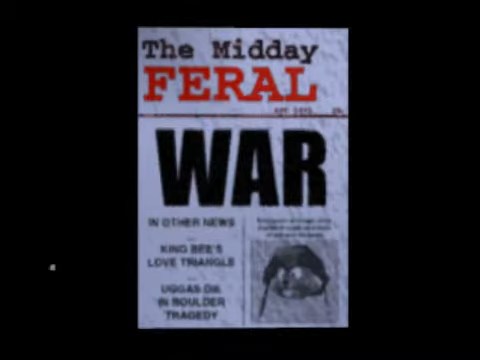 The Midday
FERAL
WAR
IN OTHER NEWS
KING BEE'S
LOVE TRIANGLE
UGGAS DIE
IN BOULDER
TRAGEDY